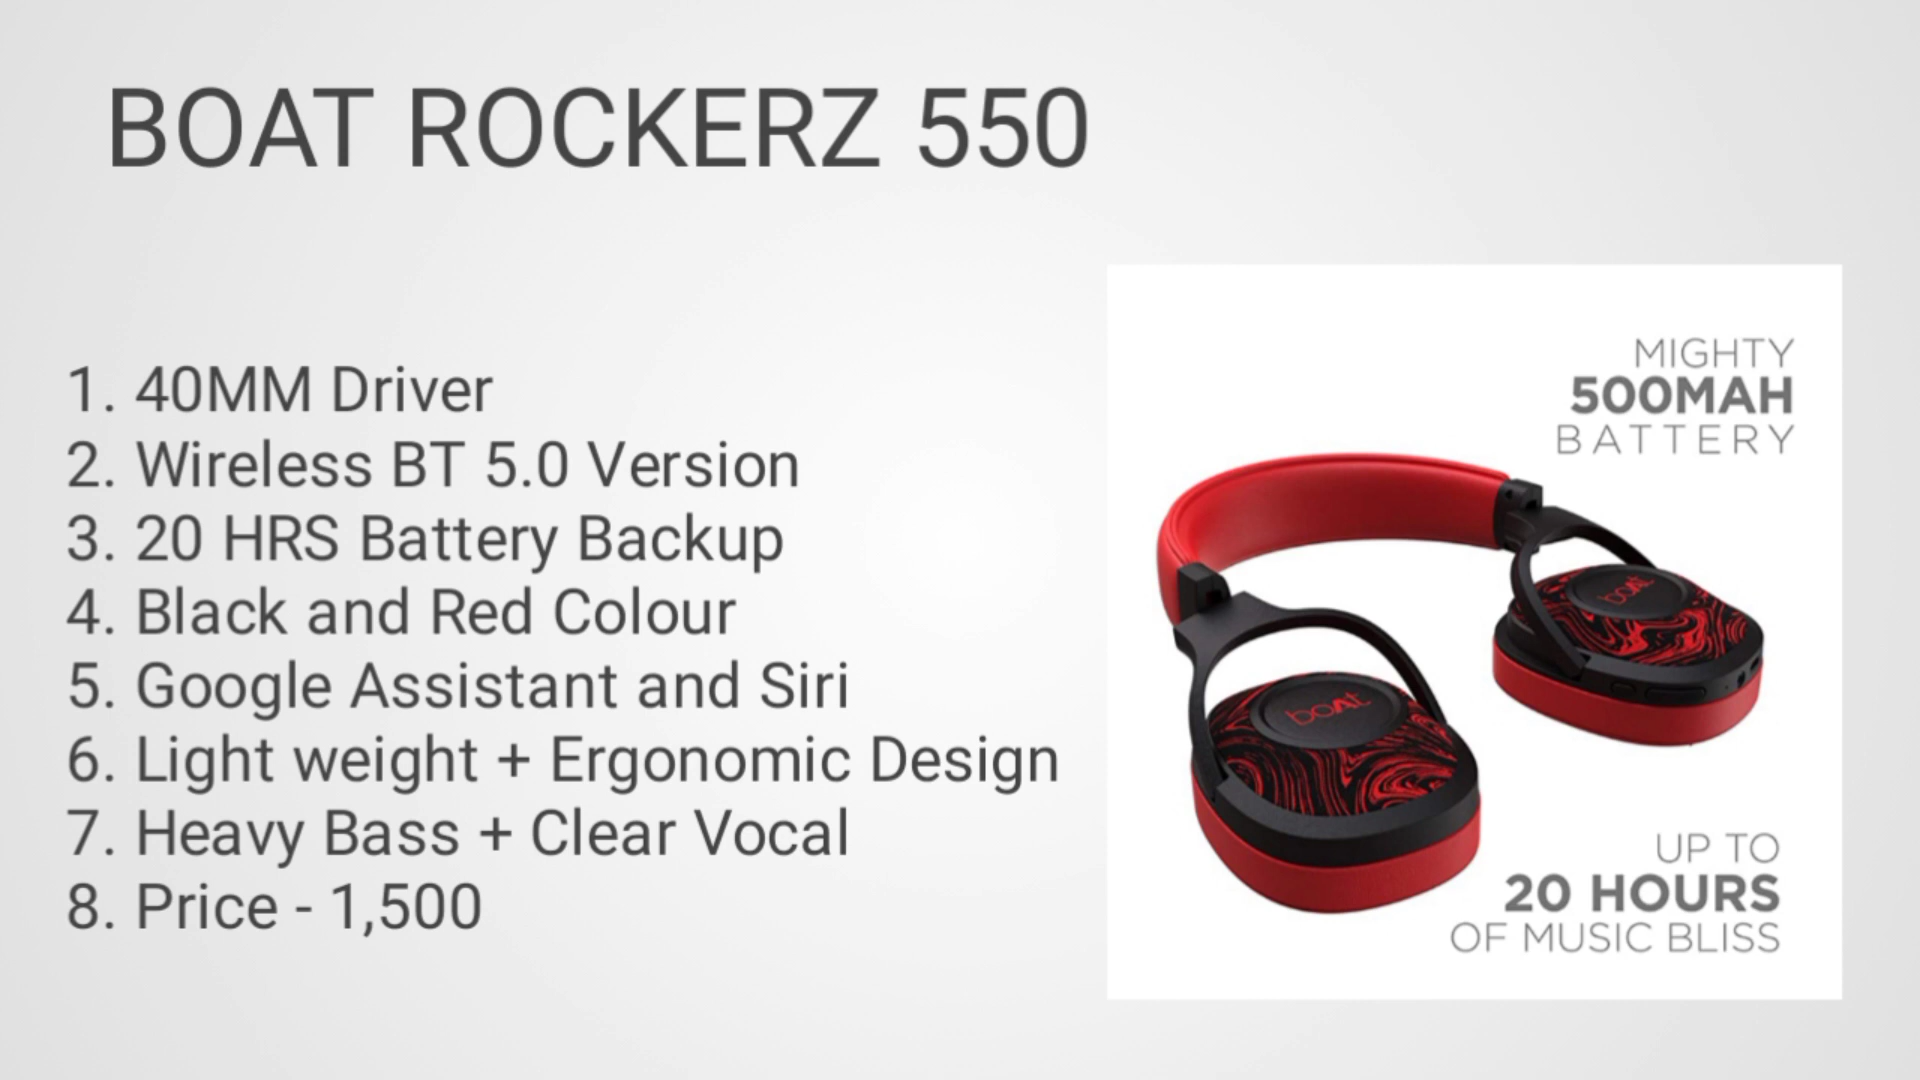 BOAT ROCKERZ 550
1. 40MM Driver
2. Wireless BT 5.0 Version
3. 20 HRS Battery Backup
4. Black and Red Colour
5. Google Assistant and Siri
6. Light weight + Ergonomic Design
7. Heavy Bass + Clear Vocal
8. Price - 1,500
MIGHTY
500MAH
BATTERY
boAt
boAt
UP TO
20 HOURS
OF MUSIC BLISS